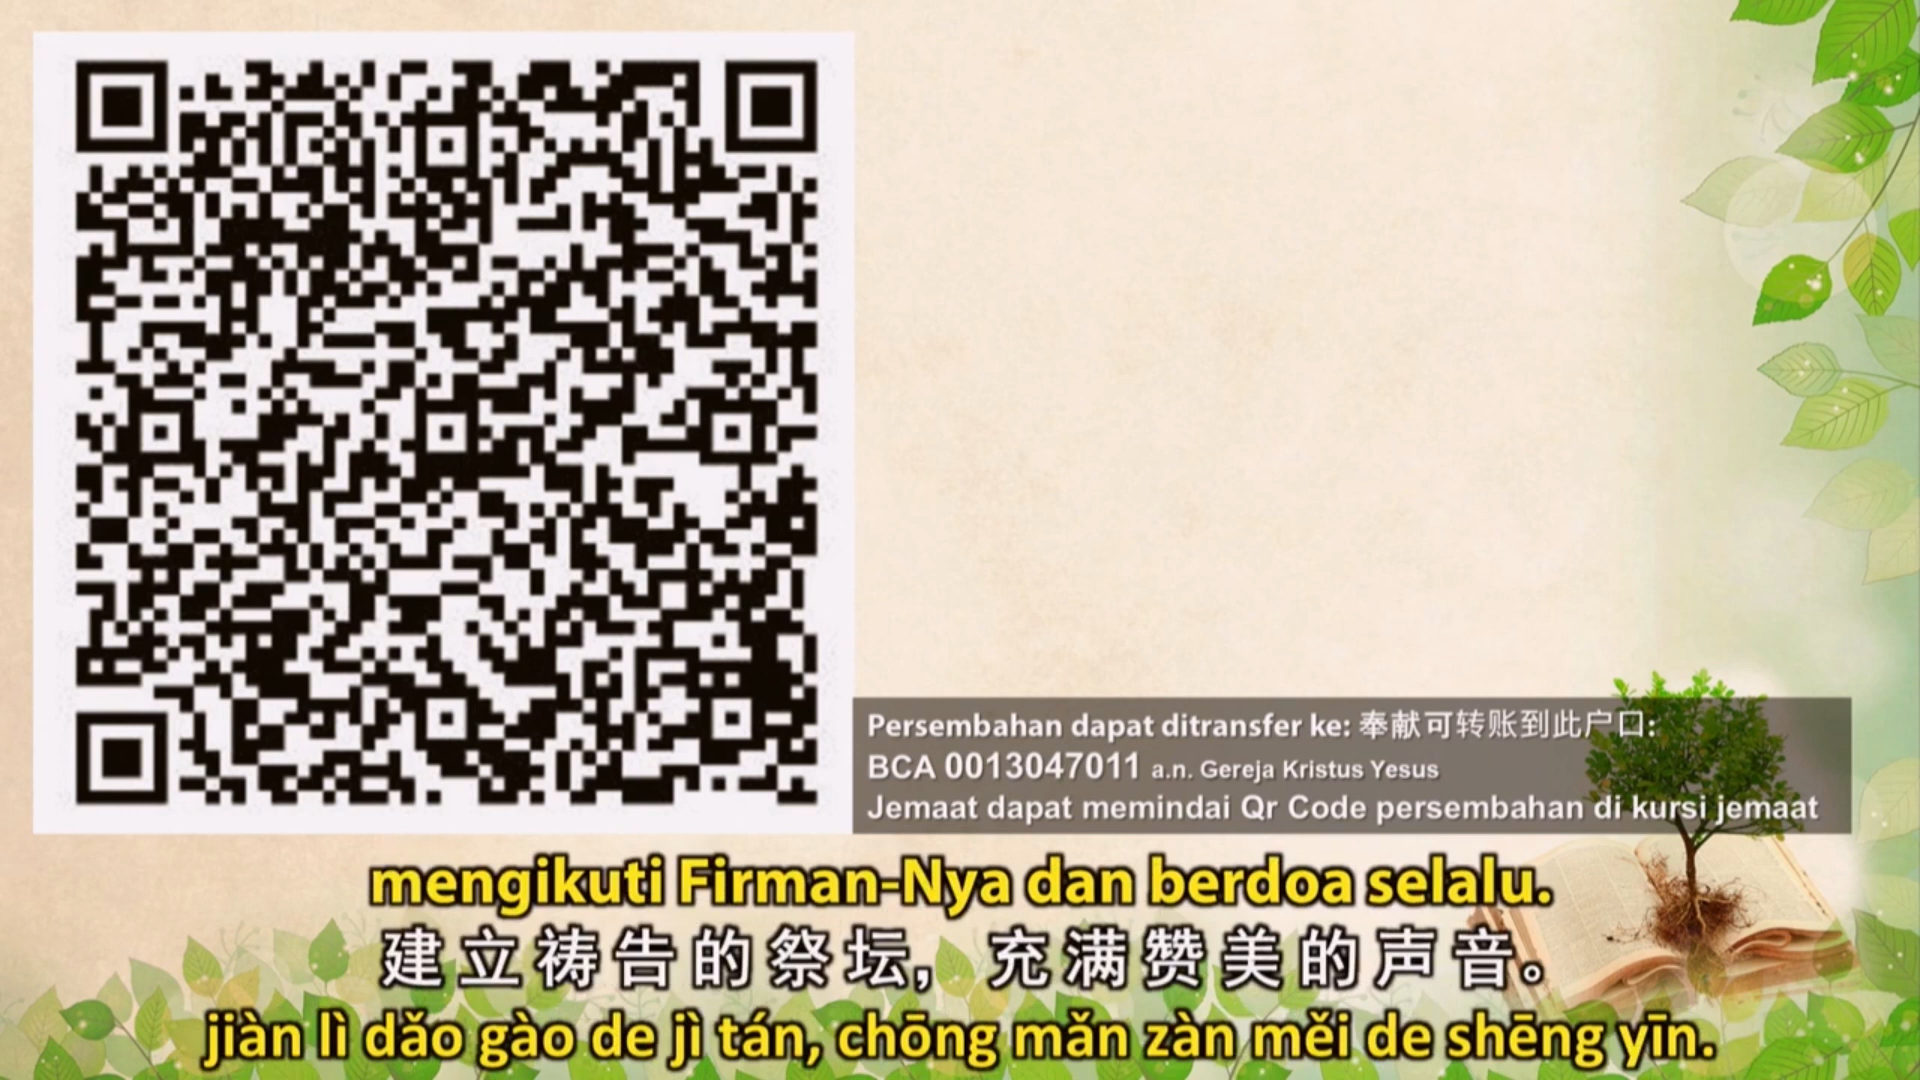 Persembahan dapat ditransfer ke: 奉献可转账到此户口:
BCA 0013047011 a.n. Gereja Kristus Yesus
Jemaat dapat memindai Qr Code persembahan di kursi jemaat
mengikuti Firman-Nya dan berdoa selalu.
建立祷告的祭坛，充满赞美的声音。
jiàn lì dǎo gào de jì tán, chōng mǎn zàn měi de shēng yīn.